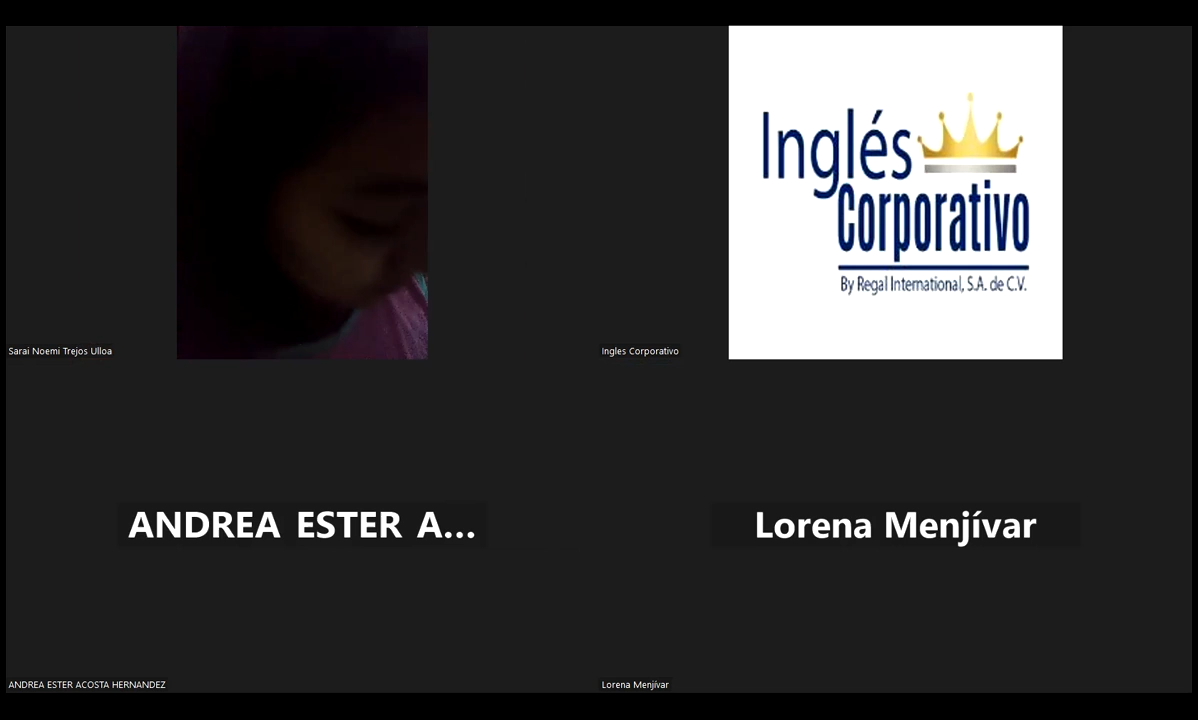 Inglés
Corporativo
By Regal International, S.A. de C.V.
Sarai Noemi Trejos Ulloa
Ingles Corporativo
ANDREA ESTER A...
Lorena Menjívar
ANDREA ESTER ACOSTA HERNANDEZ
Lorena Menjívar